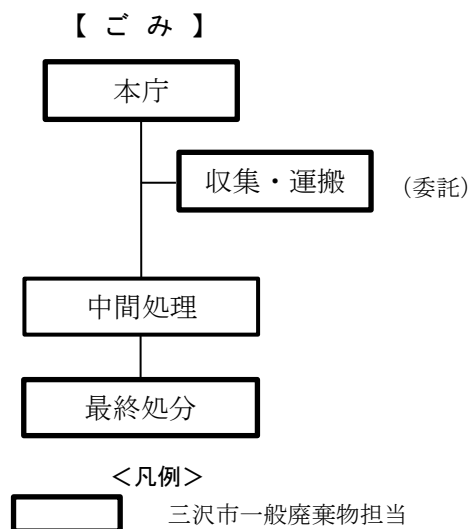 【 ご み 】
本庁
収集・運搬 (委託)
中間処理
最終処分
＜凡例＞
三沢市一般廃棄物担当